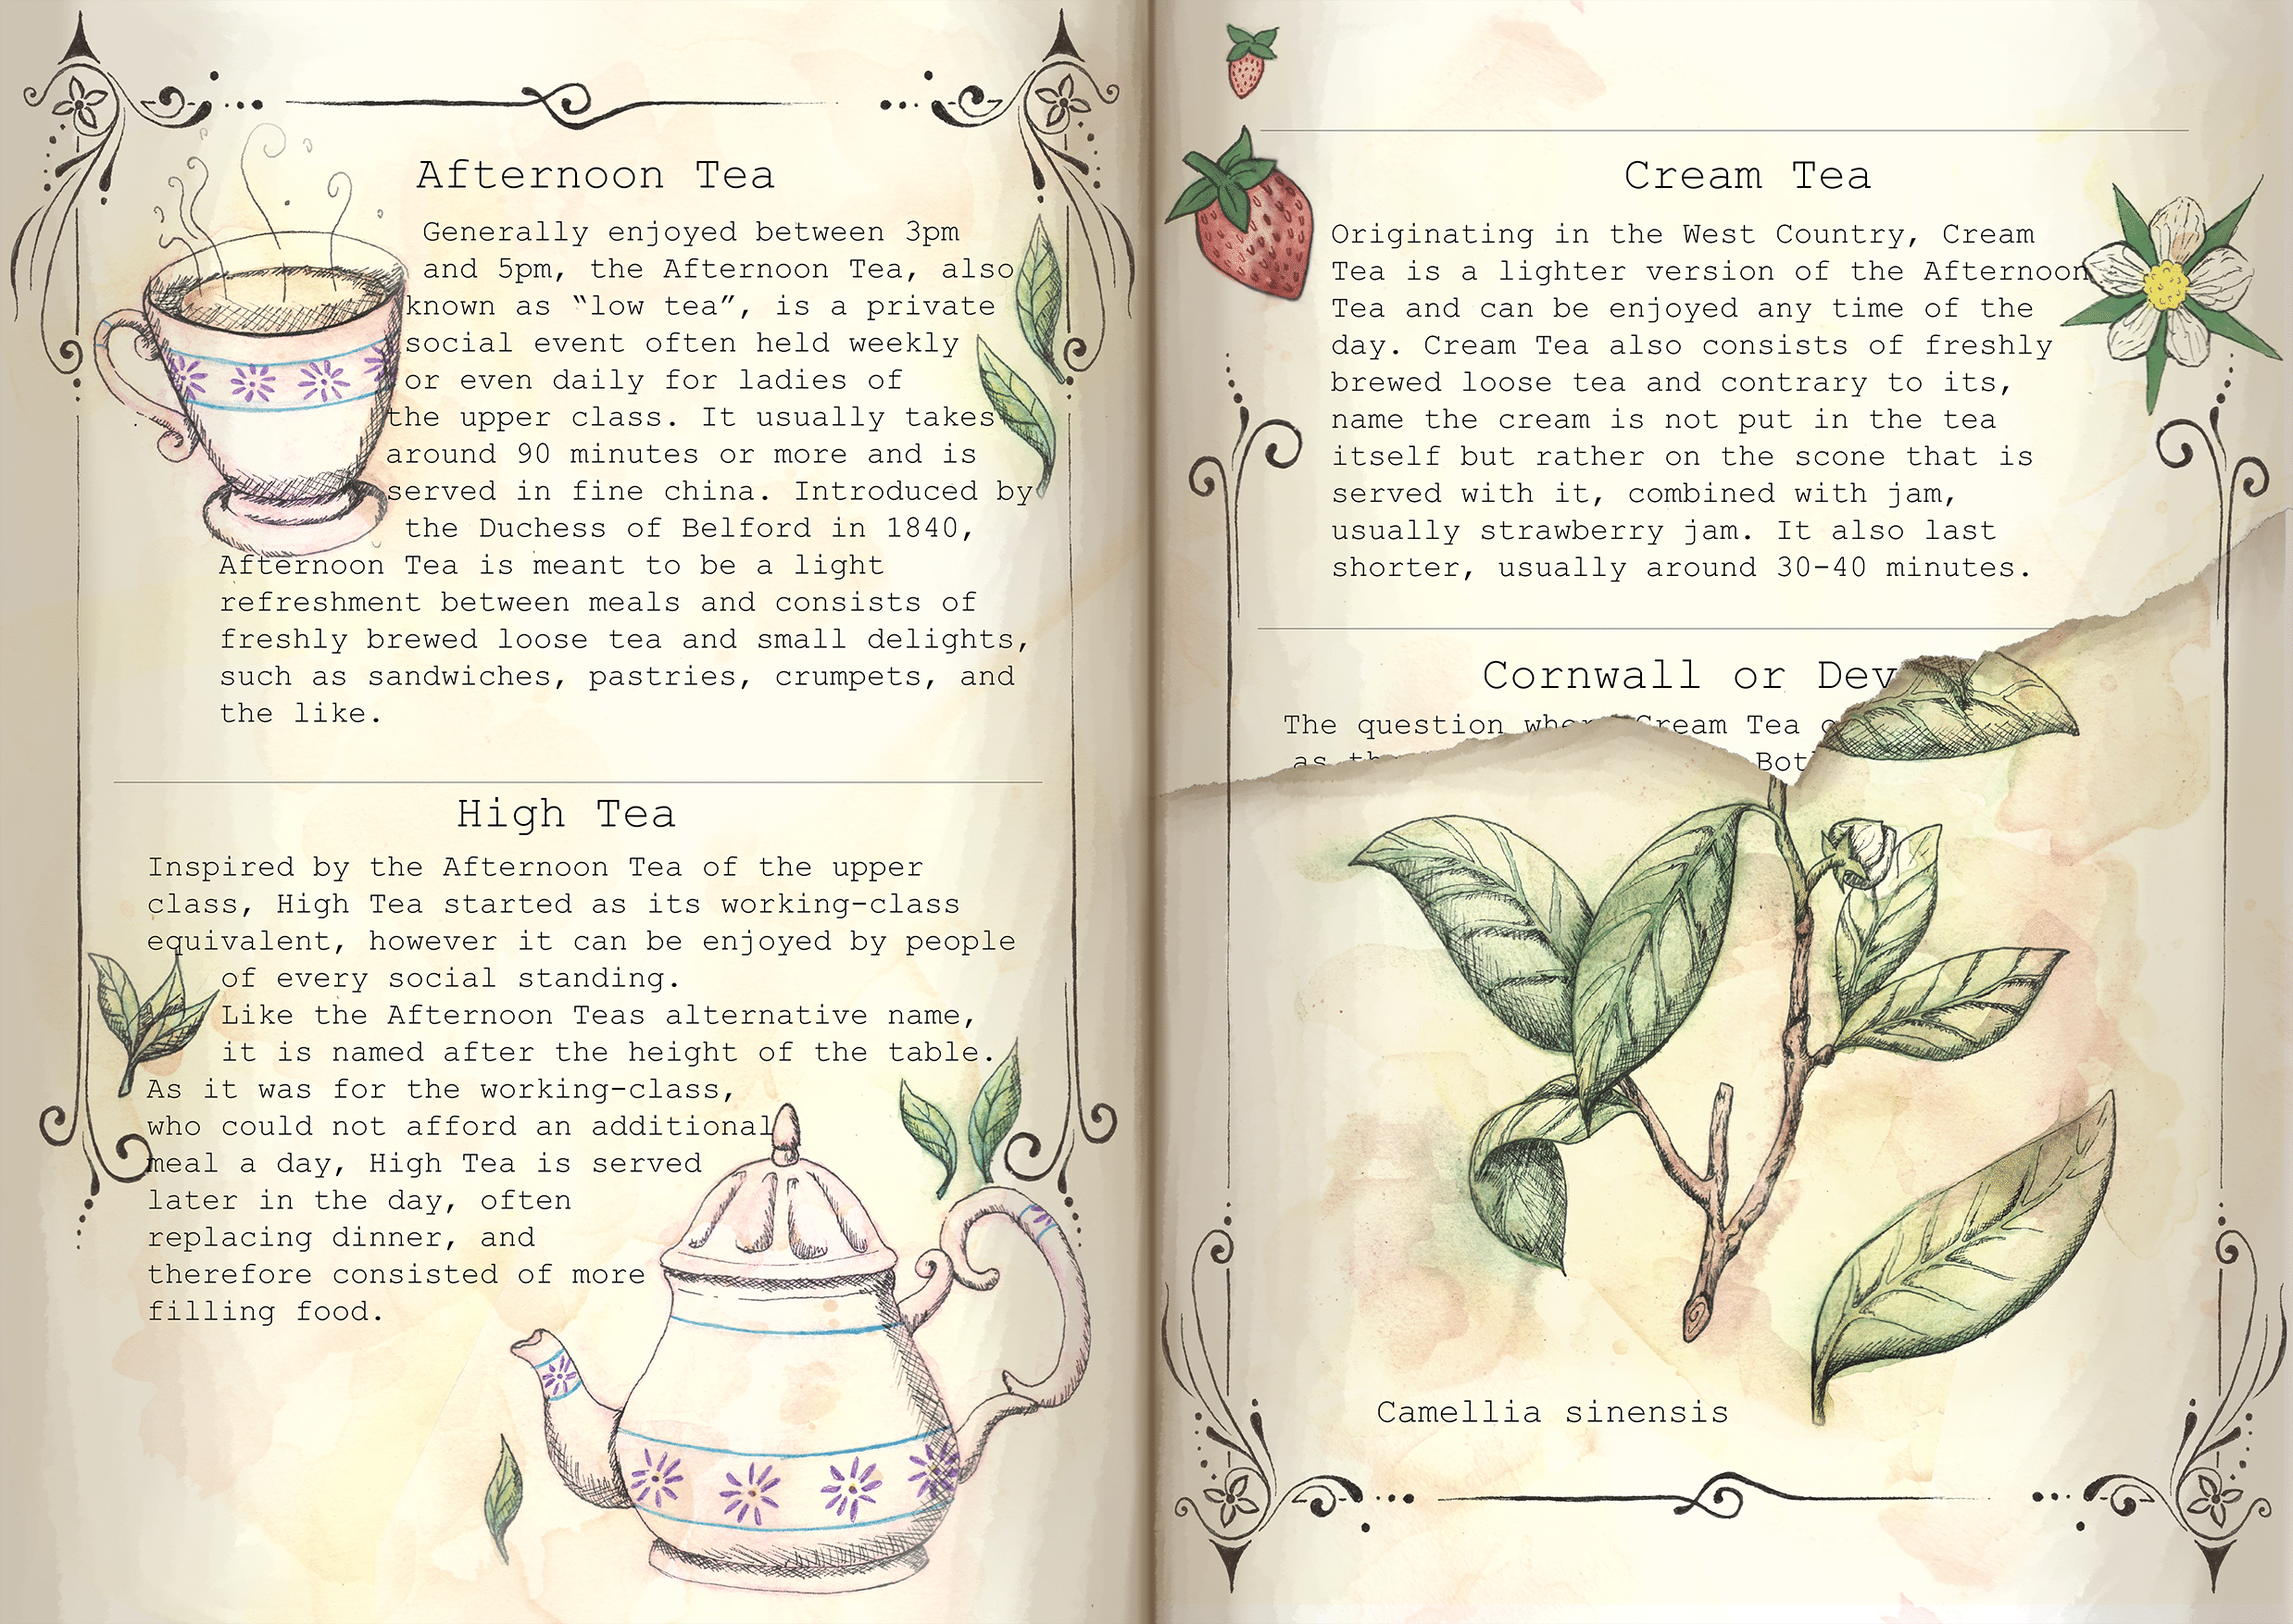 Afternoon Tea
Generally enjoyed between 3pm
and 5pm, the Afternoon Tea, also
known as “low tea”, is a private
social event often held weekly
or even daily for ladies of
the upper class. It usually takes
around 90 minutes or more and is
served in fine china. Introduced by
the Duchess of Belford in 1840,
Afternoon Tea is meant to be a light
refreshment between meals and consists of
freshly brewed loose tea and small delights,
such as sandwiches, pastries, crumpets, and
the like.
High Tea
Inspired by the Afternoon Tea of the upper
class, High Tea started as its working-class
equivalent, however it can be enjoyed by people
of every social standing.
Like the Afternoon Teas alternative name,
it is named after the height of the table.
As it was for the working-class,
who could not afford an additional
meal a day, High Tea is served
later in the day, often
replacing dinner, and
therefore consisted of more
filling food.
Cream Tea
Originating in the West Country, Cream
Tea is a lighter version of the Afternoon
Tea and can be enjoyed any time of the
day. Cream Tea also consists of freshly
brewed loose tea and contrary to its,
name the cream is not put in the tea
itself but rather on the scone that is
served with it, combined with jam,
usually strawberry jam. It also last
shorter, usually around 30-40 minutes.
Cornwall or Dev
The question Cream Tea
as Bot
Camellia sinensis